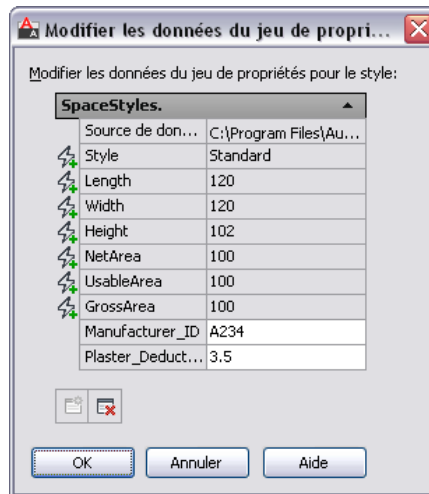 Modifier les données du jeu de propri...
Modifier les données du jeu de propriétés pour le style:
SpaceStyles.
Source de don... C:\Program Files\Au...
Style Standard
Length 120
Width 120
Height 102
NetArea 100
UsableArea 100
GrossArea 100
Manufacturer_ID A234
Plaster_Deduct... 3.5
OK Annuler Aide